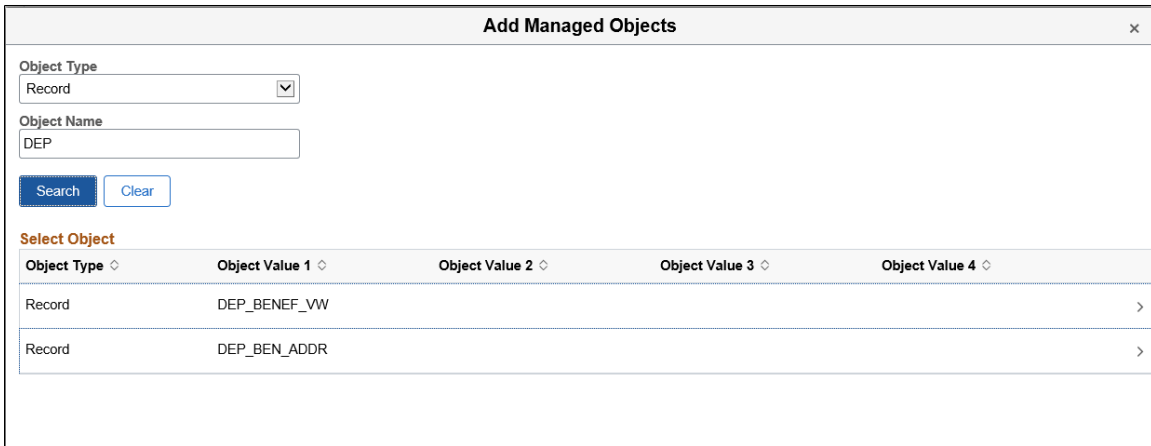 Add Managed Objects ×
Object Type
Record
Object Name
DEP
Search Clear
Select Object
Object Type Object Value 1 Object Value 2 Object Value 3 Object Value 4
Record DEP_BENEF_VW
Record DEP_BEN_ADDR